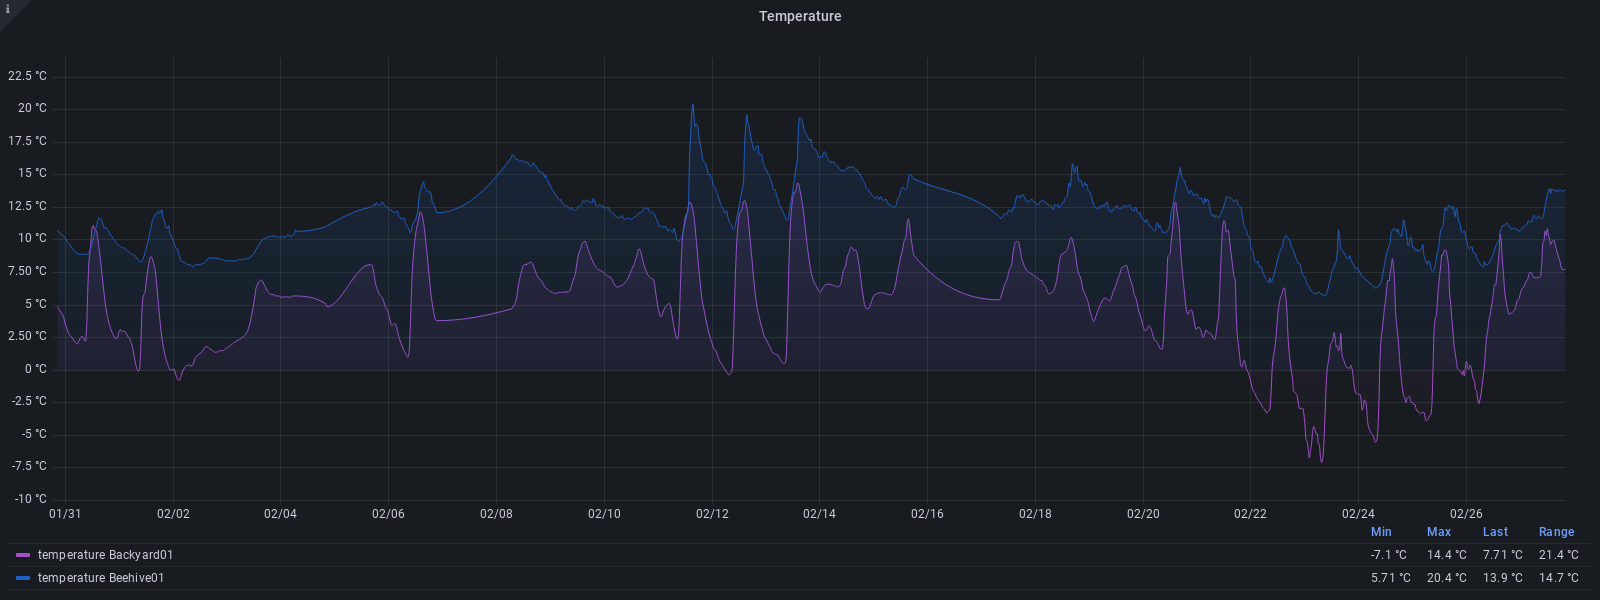 i
Temperature
22.5 °C
20 °C
17.5 °C
15 °C
12.5 °C
10 °C
7.50 °C
5 °C
2.50 °C
0 °C
-2.5 °C
-5 °C
-7.5 °C
-10 °C
01/31 02/02 02/04 02/06 02/08 02/10 02/12 02/14 02/16 02/18 02/20 02/22 02/24 02/26
Min Max Last Range
temperature Backyard01 -7.1 °C 14.4 °C 7.71 °C 21.4 °C
temperature Beehive01 5.71 °C 20.4 °C 13.9 °C 14.7 °C